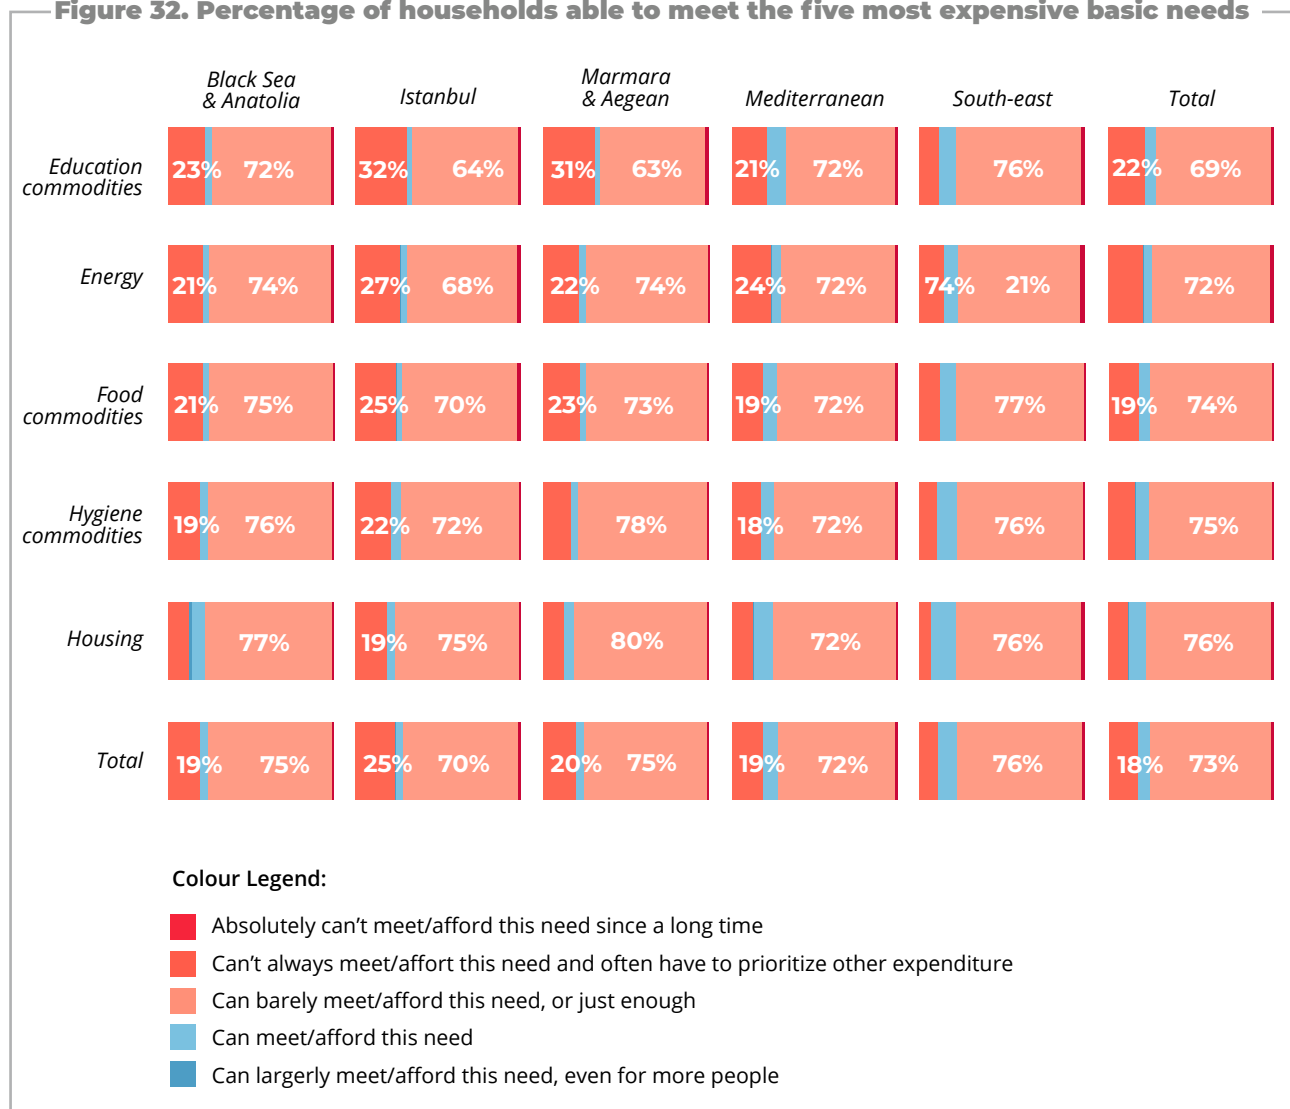 Figure 32. Percentage of households able to meet the five most expensive basic needs
Black Sea
& Anatolia
Istanbul
Marmara
& Aegean
Mediterranean
South-east
Total
Education
commodities
23% 72% 32% 64% 31% 63% 21% 72% 76% 22% 69%
Energy
21% 74% 27% 68% 22% 74% 24% 72% 74% 21% 72%
Food
commodities
21% 75% 25% 70% 23% 73% 19% 72% 77% 19% 74%
Hygiene
commodities
19% 76% 22% 72% 78% 18% 72% 76% 75%
Housing
77% 19% 75% 80% 72% 76% 76%
Total
19% 75% 25% 70% 20% 75% 19% 72% 76% 18% 73%
Colour Legend:
Absolutely can’t meet/afford this need since a long time
Can’t always meet/affort this need and often have to prioritize other expenditure
Can barely meet/afford this need, or just enough
Can meet/afford this need
Can largerly meet/afford this need, even for more people